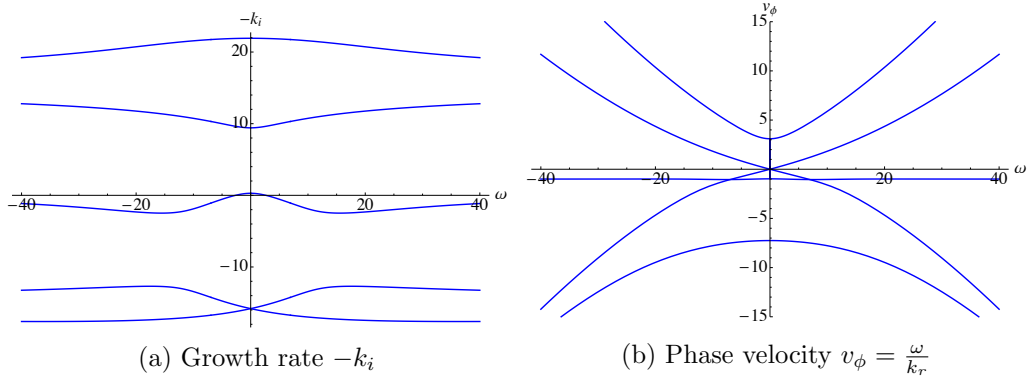 −k_i
20
10
−40 −20 20 40 ω
−10
(a) Growth rate −k_i
v_ϕ
15
10
5
−40 −20 20 40 ω
−5
−10
−15
(b) Phase velocity v_ϕ = ω/k_r